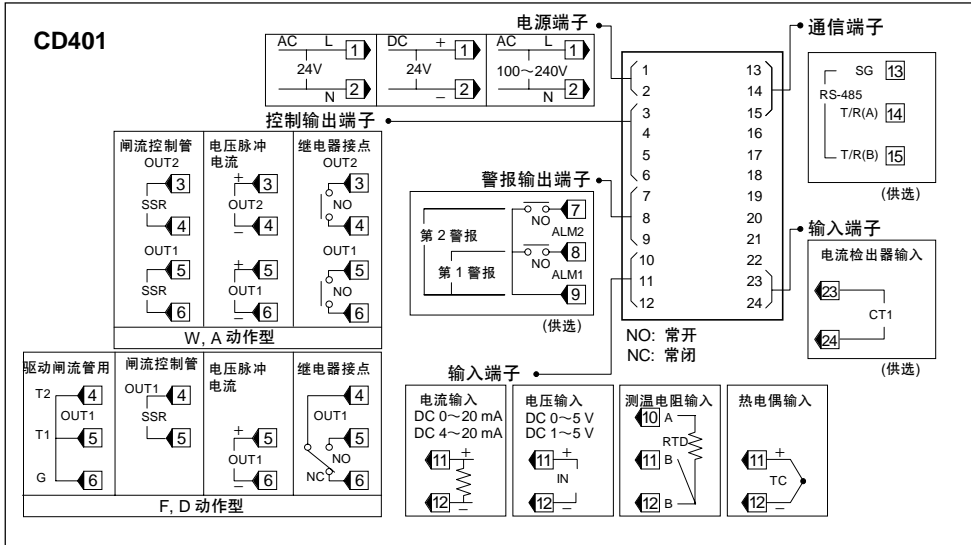 CD401
电源端子
AC L 1
24V
N 2
DC + 1
24V
− 2
AC L 1
100～240V
N 2
控制输出端子
闸流控制管
OUT2
3
SSR
4
OUT1
5
SSR
6
电压脉冲
电流
+ 3
OUT2
− 4
+ 5
OUT1
− 6
继电器接点
OUT2
3
NO
4
OUT1
5
NO
6
W, A 动作型
驱动闸流管用
T2 4
OUT1
T1 5
G 6
闸流控制管
OUT1 4
SSR
5
电压脉冲
电流
+ 5
OUT1
− 6
继电器接点
4
OUT1
5
NO
NC 6
F, D 动作型
警报输出端子
第 2 警报
第 1 警报
NO 7
ALM2
NO 8
ALM1
9
(供选)
1 13
2 14
3 15
4 16
5 17
6 18
7 19
8 20
9 21
10 22
11 23
12 24
NO: 常开
NC: 常闭
通信端子
SG 13
RS-485
T/R(A) 14
T/R(B) 15
(供选)
输入端子
电流检出器输入
23
CT1
24
(供选)
输入端子
电流输入
DC 0～20 mA
DC 4～20 mA
11 +
12 −
电压输入
DC 0～5 V
DC 1～5 V
11 +
IN
12 −
测温电阻输入
10 A
RTD
11 B
12 B
热电偶输入
11 +
TC
12 −